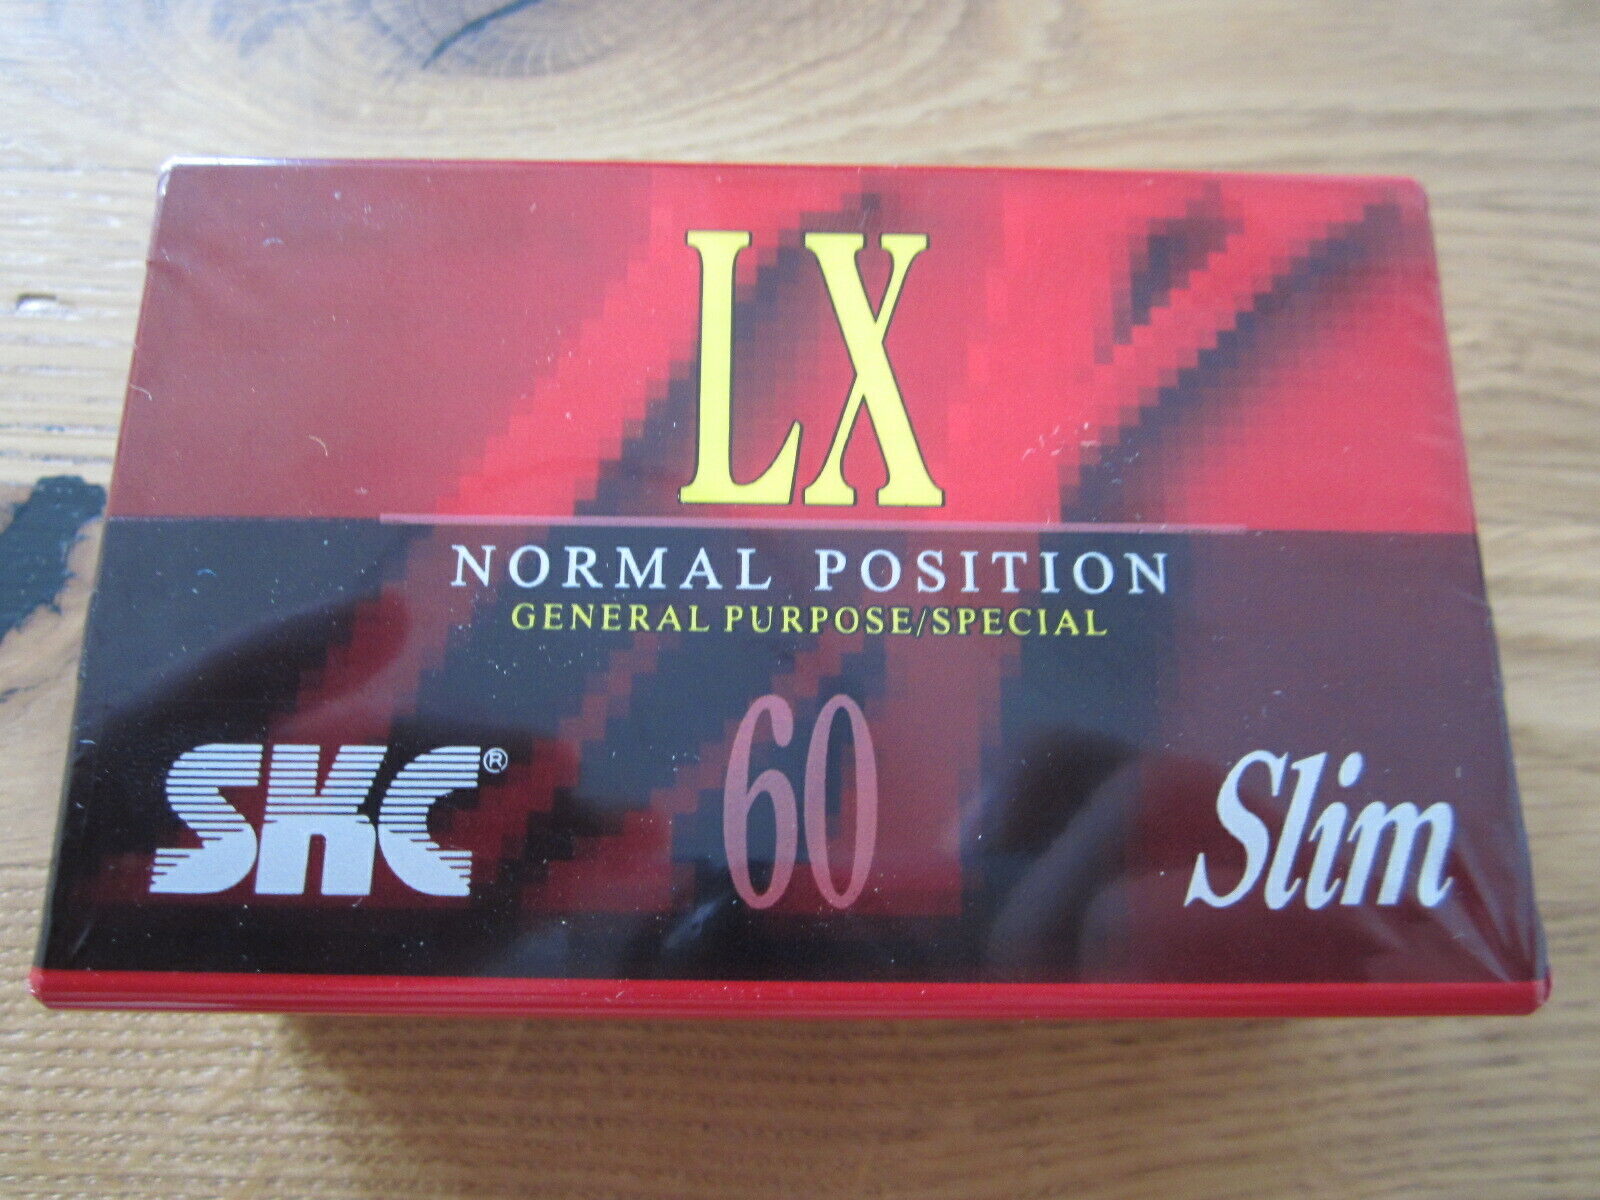 LX
NORMAL POSITION
GENERAL PURPOSE/SPECIAL
SKC® 60 Slim